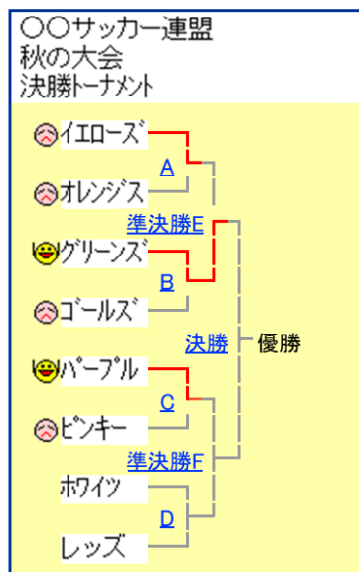 〇〇サッカー連盟
秋の大会
決勝トーナメント
イエローズ
A
オレンジス
準決勝E
グリーンズ
B
ゴールズ
決勝
優勝
パープル
C
ピンキー
準決勝F
ホワイツ
D
レッズ